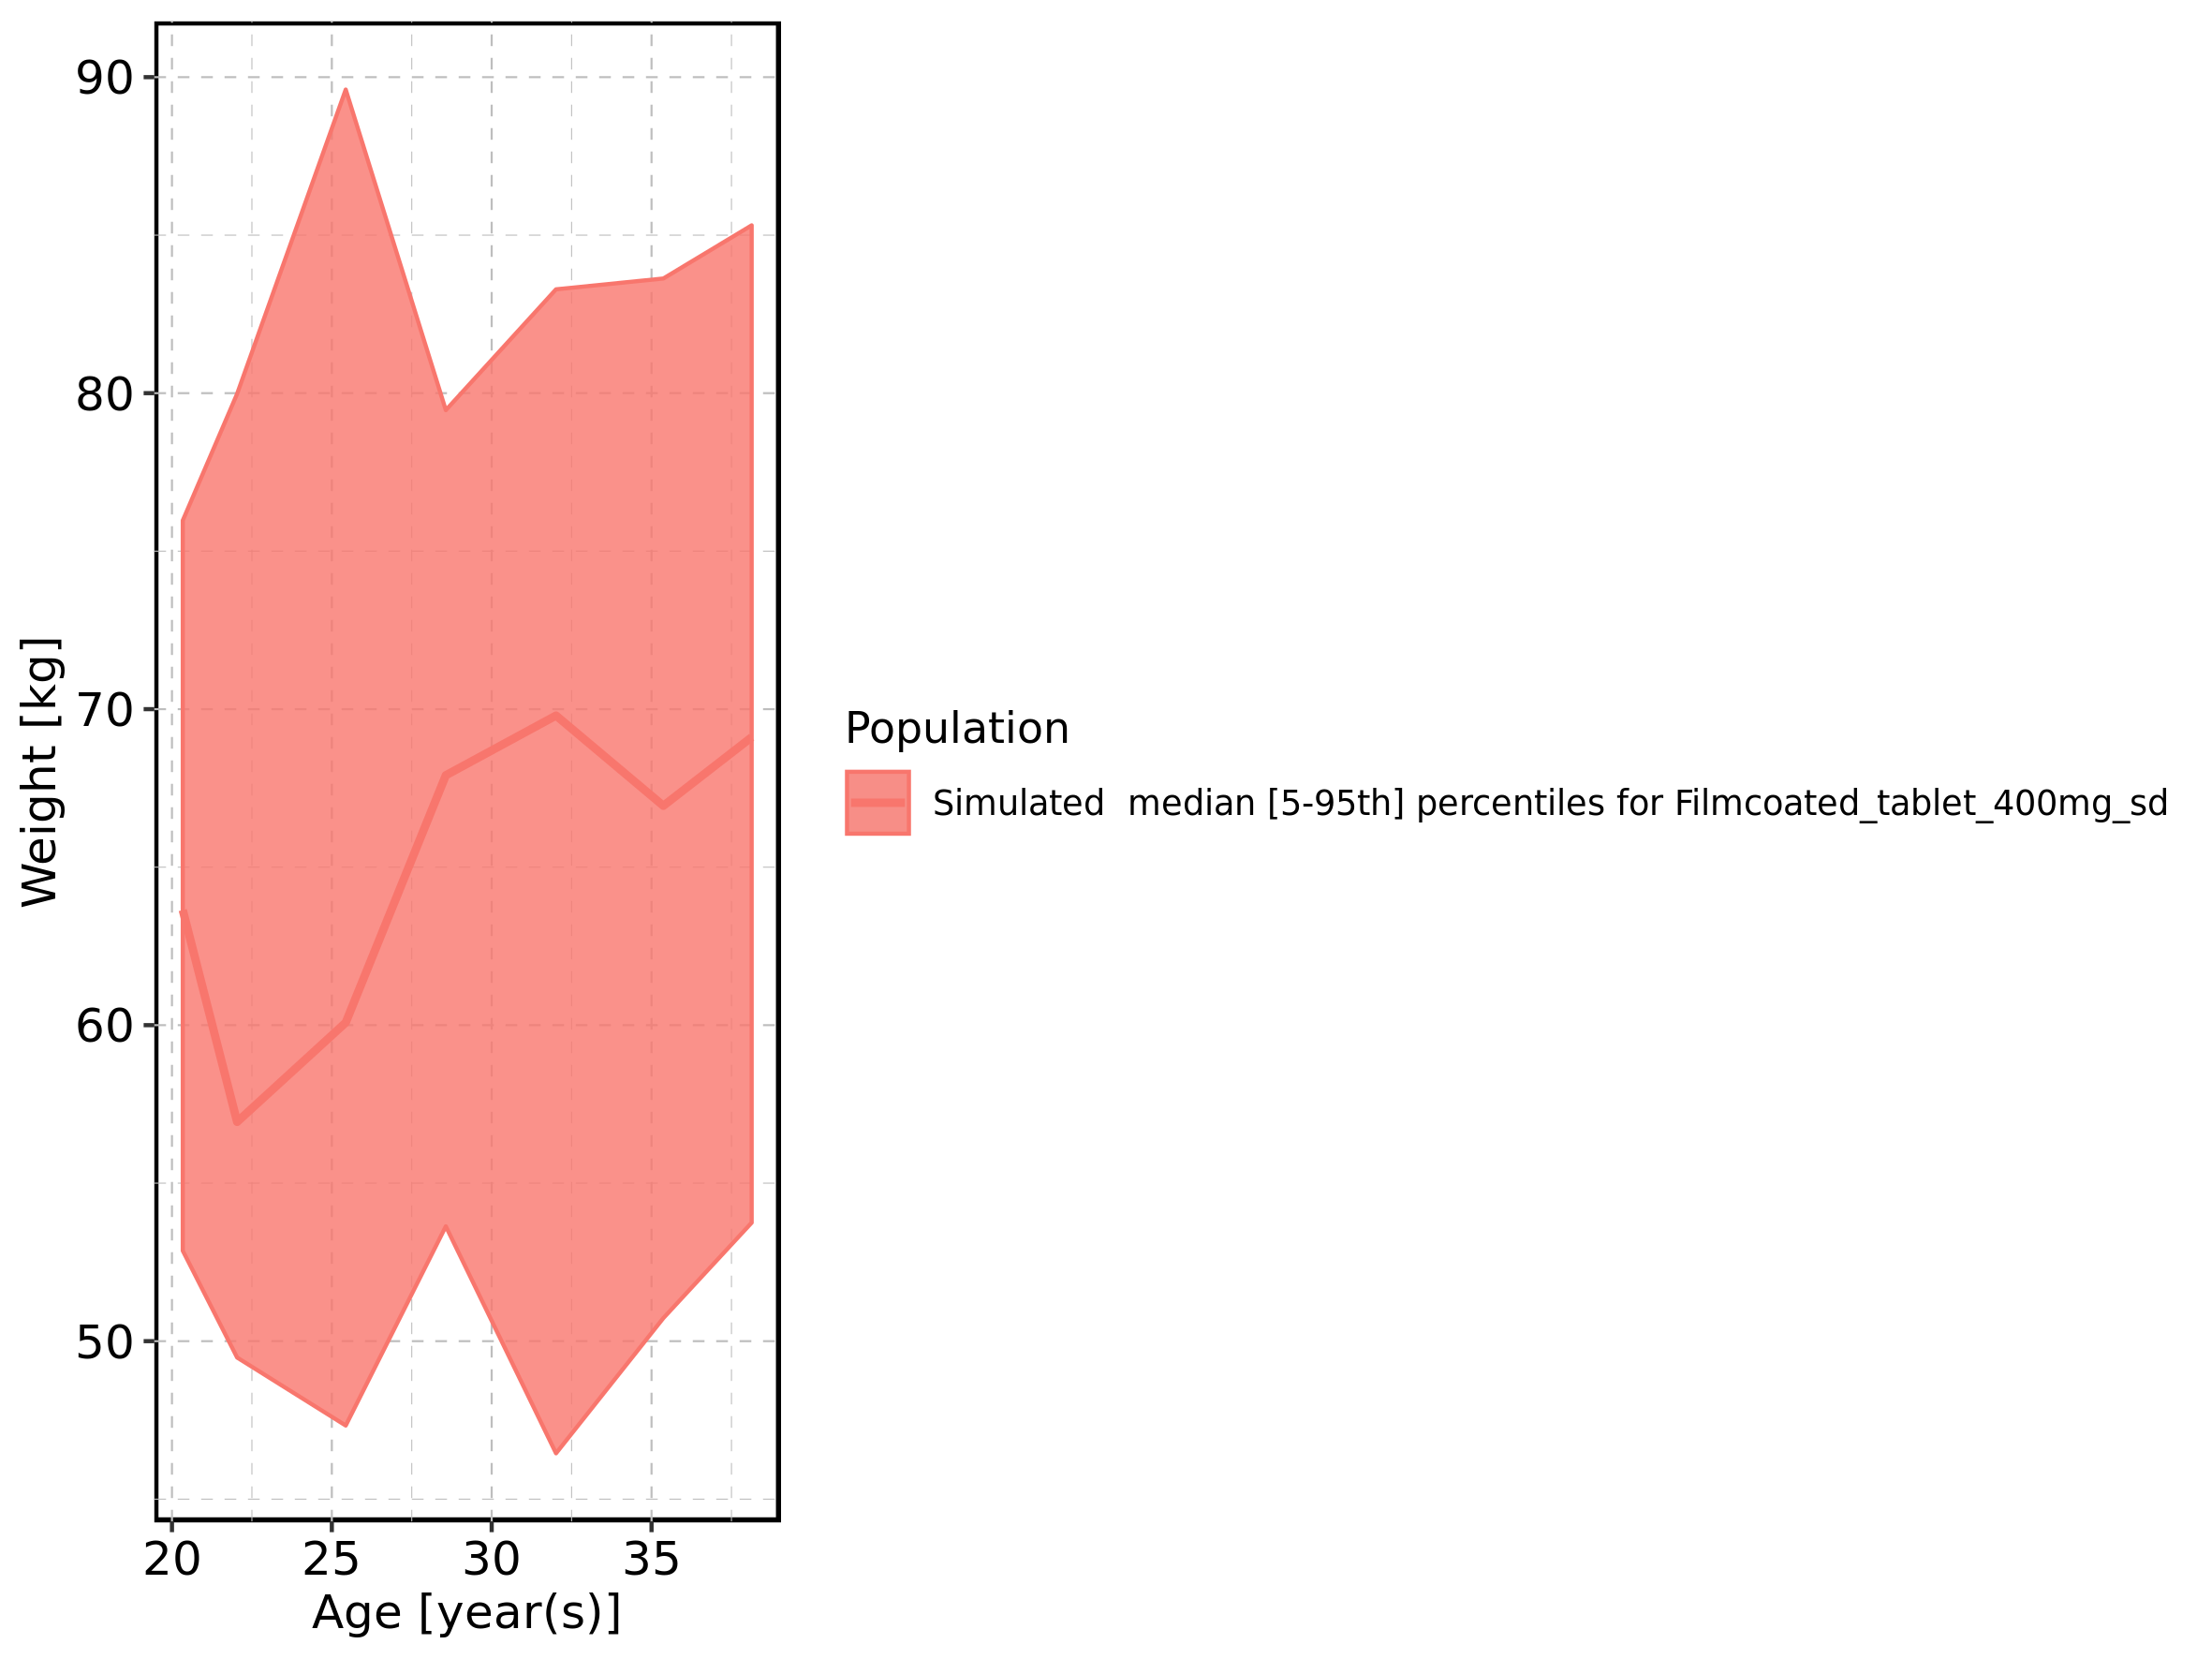 90
80
70
60
50
Weight [kg]
20 25 30 35
Age [year(s)]
Population
Simulated  median [5-95th] percentiles for Filmcoated_tablet_400mg_sd